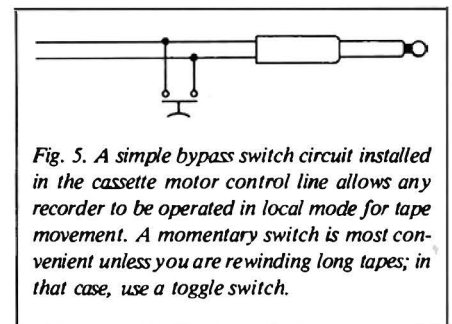 Fig. 5. A simple bypass switch circuit installed
in the cassette motor control line allows any
recorder to be operated in local mode for tape
movement. A momentary switch is most con-
venient unless you are rewinding long tapes; in
that case, use a toggle switch.